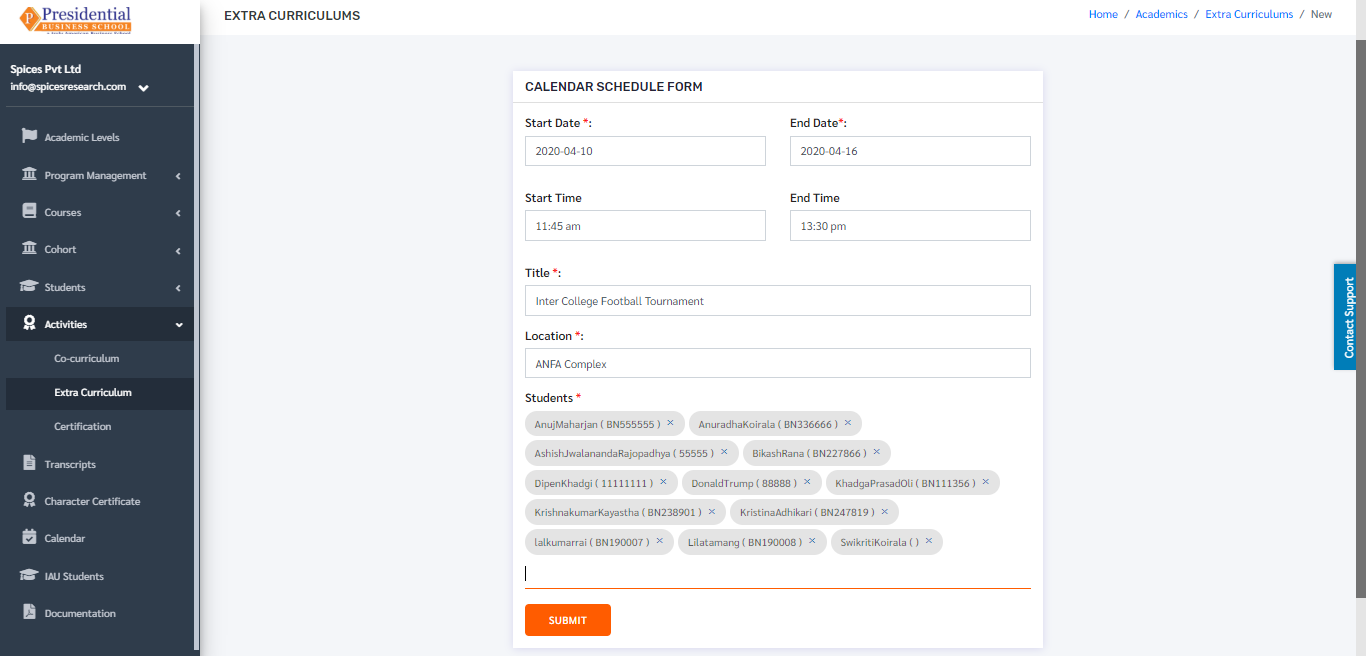 Presidential
BUSINESS SCHOOL
EXTRA CURRICULUMS
Home / Academics / Extra Curriculums / New
Spices Pvt Ltd
info@spicesresearch.com
Academic Levels
Program Management
Courses
Cohort
Students
Activities
Co-curriculum
Extra Curriculum
Certification
Transcripts
Character Certificate
Calendar
IAU Students
Documentation
CALENDAR SCHEDULE FORM
Start Date *: End Date*:
2020-04-10 2020-04-16
Start Time End Time
11:45 am 13:30 pm
Title *:
Inter College Football Tournament
Location *:
ANFA Complex
Students *
AnujMaharjan ( BN555555 ) × AnuradhaKoirala ( BN336666 ) ×
AshishJwalanandaRajopadhya ( 55555 ) × BikashRana ( BN227866 ) ×
DipenKhadgi ( 11111111 ) × DonaldTrump ( 88888 ) × KhadgaPrasadOli ( BN111356 ) ×
KrishnakumarKayastha ( BN238901 ) × KristinaAdhikari ( BN247819 ) ×
lalkumarrai ( BN190007 ) × Lilatamang ( BN190008 ) × SwikritiKoirala ( ) ×
SUBMIT
Contact Support